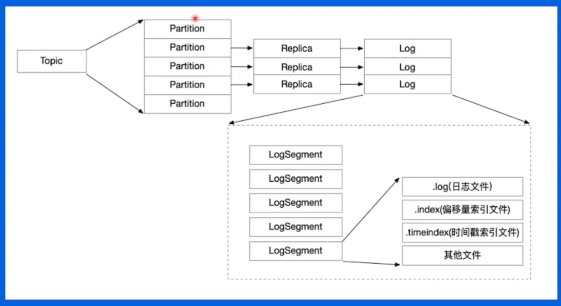 Topic
Partition
Partition
Partition
Partition
Partition
Replica
Replica
Replica
Log
Log
Log
LogSegment
LogSegment
LogSegment
LogSegment
LogSegment
.log(日志文件)
.index(偏移量索引文件)
.timeindex(时间戳索引文件)
其他文件